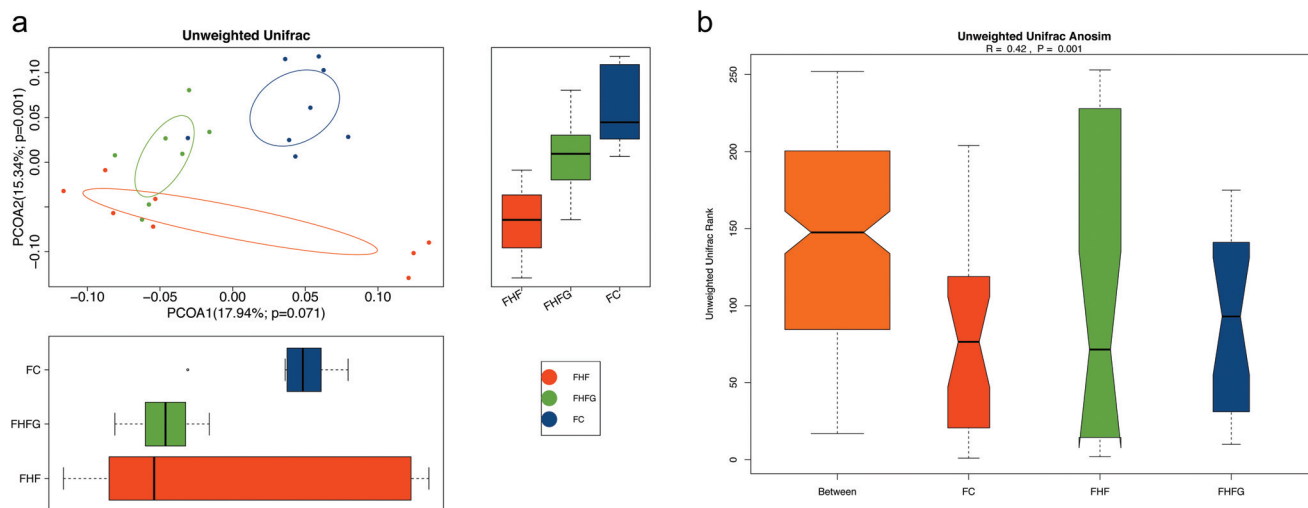 a
Unweighted Unifrac
PCOA2(15.34%; p=0.001)
0.10
0.05
0.00
−0.10
−0.10
−0.05
0.00
0.05
0.10
PCOA1(17.94%; p=0.071)
FHF
FHFG
FC
FC
FHFG
FHF
FHF
FHFG
FC
b
Unweighted Unifrac Anosim
R = 0.42 , P = 0.001
Unweighted Unifrac Rank
250
200
150
100
50
0
Between
FC
FHF
FHFG